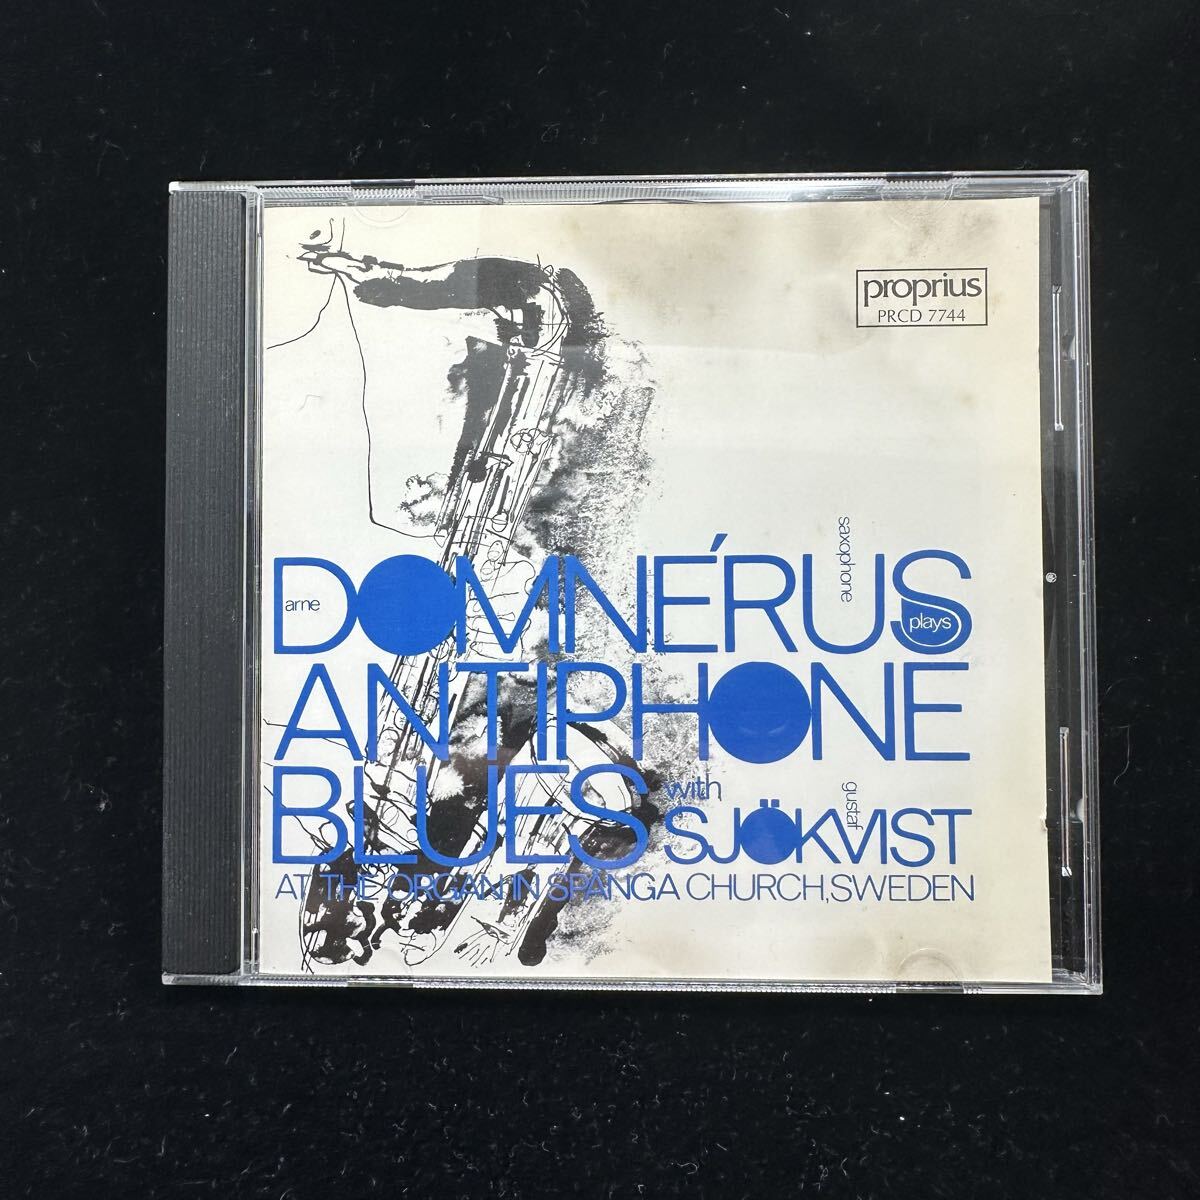 proprius
PRCD 7744
saxophone
arne
DOMNÉRUS
plays
ANTIPHONE
BLUES with
gustaf
SJÖKVIST
AT THE ORGAN IN SPÅNGA CHURCH, SWEDEN